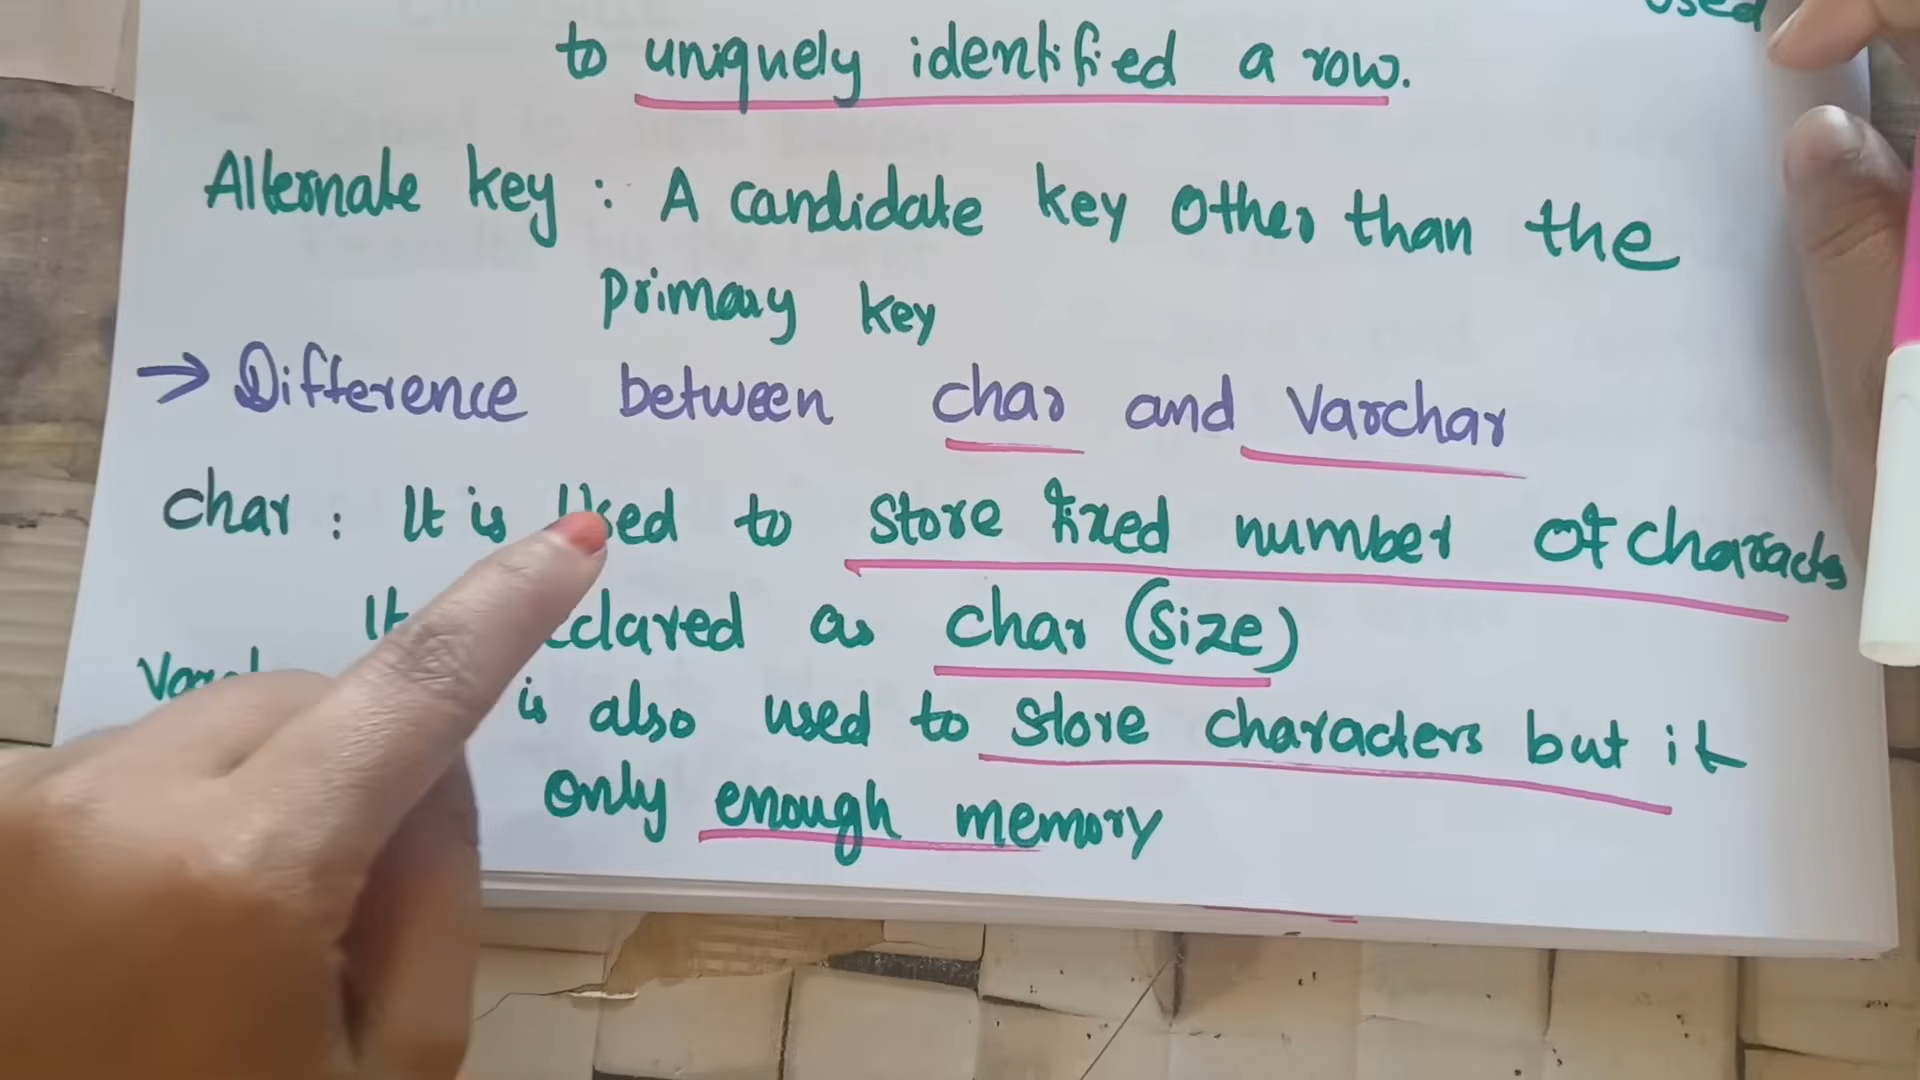 used
to uniquely identified a row.
Alternate key : A candidate key other than the
primary key
→ Difference between char and Varchar
char : It is Used to store fixed number of characters
It as char (size)
is also used to store characters but it
only enough memory